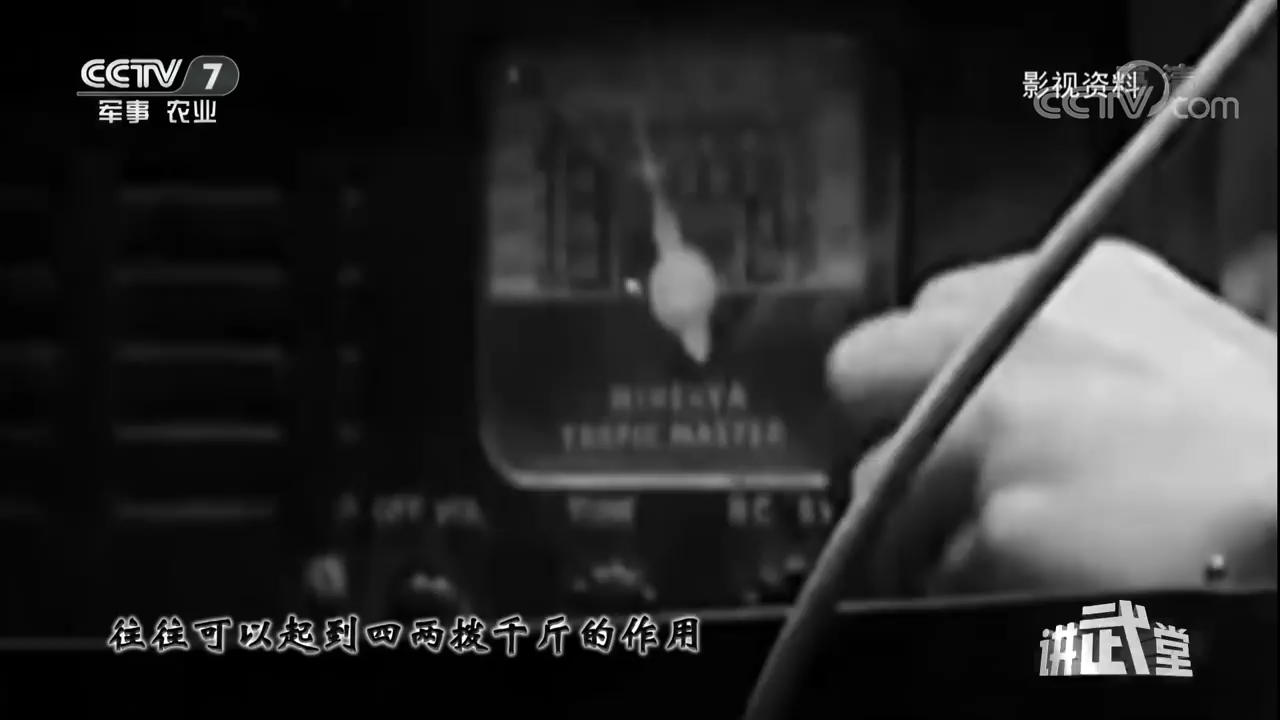 CCTV 7
军事 农业
影视资料
CCTV.com
MINERVA
TROPIC MASTER
OFF VOL
TONE
往往可以起到四两拨千斤的作用
讲武堂